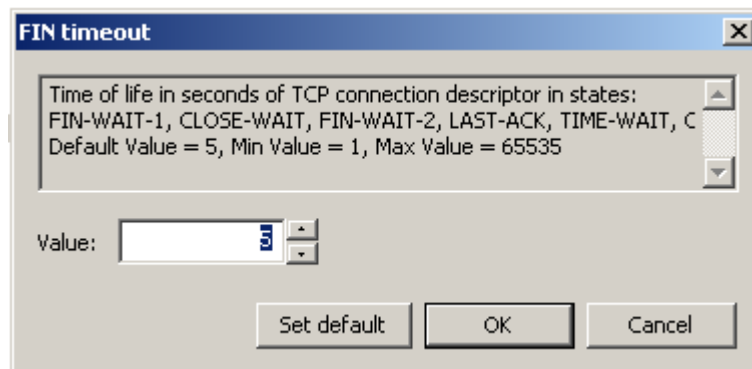 FIN timeout
Time of life in seconds of TCP connection descriptor in states:
FIN-WAIT-1, CLOSE-WAIT, FIN-WAIT-2, LAST-ACK, TIME-WAIT, C
Default Value = 5, Min Value = 1, Max Value = 65535
Value: 5
Set default OK Cancel